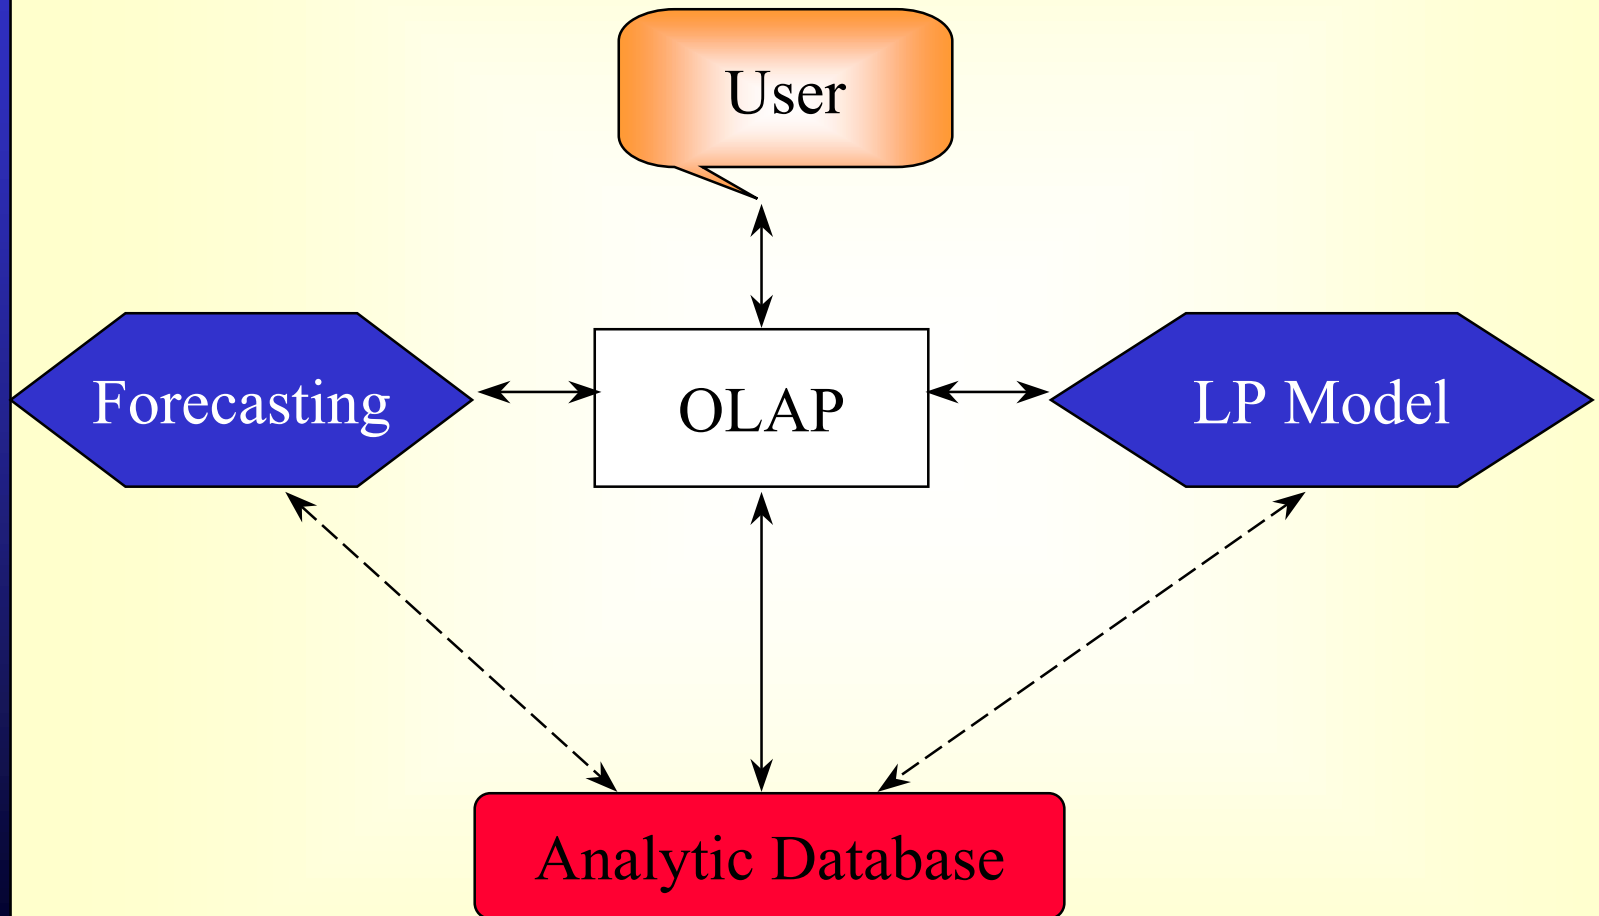 User
Forecasting
OLAP
LP Model
Analytic Database